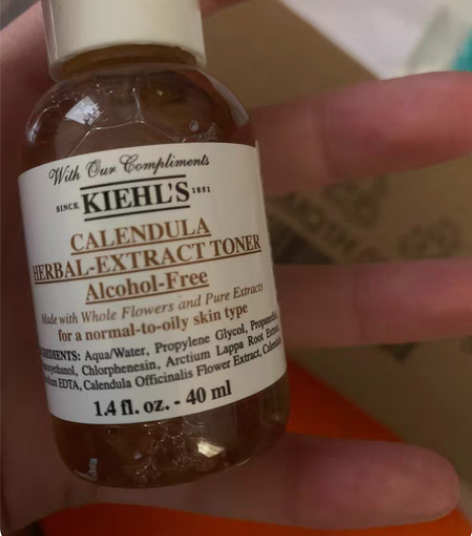 With Our Compliments
SINCE KIEHL'S 1851
CALENDULA
HERBAL-EXTRACT TONER
Alcohol-Free
Made with Whole Flowers and Pure Extracts
for a normal-to-oily skin type
Aqua/Water, Propylene Glycol,
Chlorphenesin, Arctium Lappa Root
EDTA, Calendula Officinalis Flower Extract,
1.4 fl. oz. - 40 ml